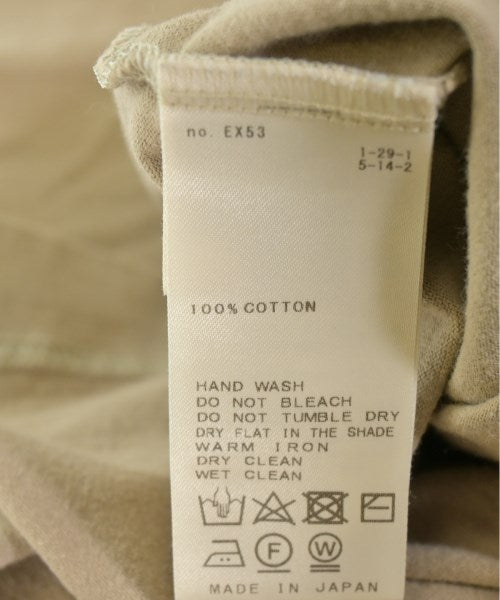 no. EX53
1-29-1
5-14-2
100% COTTON
HAND WASH
DO NOT BLEACH
DO NOT TUMBLE DRY
DRY FLAT IN THE SHADE
WARM IRON
DRY CLEAN
WET CLEAN
F W
MADE IN JAPAN